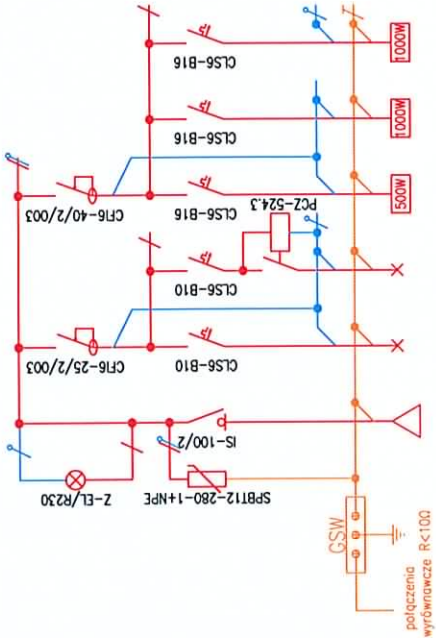 CLS6-B16
1000W
CLS6-B16
1000W
CFI6-40/2/003
CLS6-B16
500W
PCZ-524.3
CLS6-B10
CFI6-25/2/003
CLS6-B10
IS-100/2
Z-EL/R230
SPBT12-280-1+NPE
GSW
połączenia
wyrównawcze R<10Ω